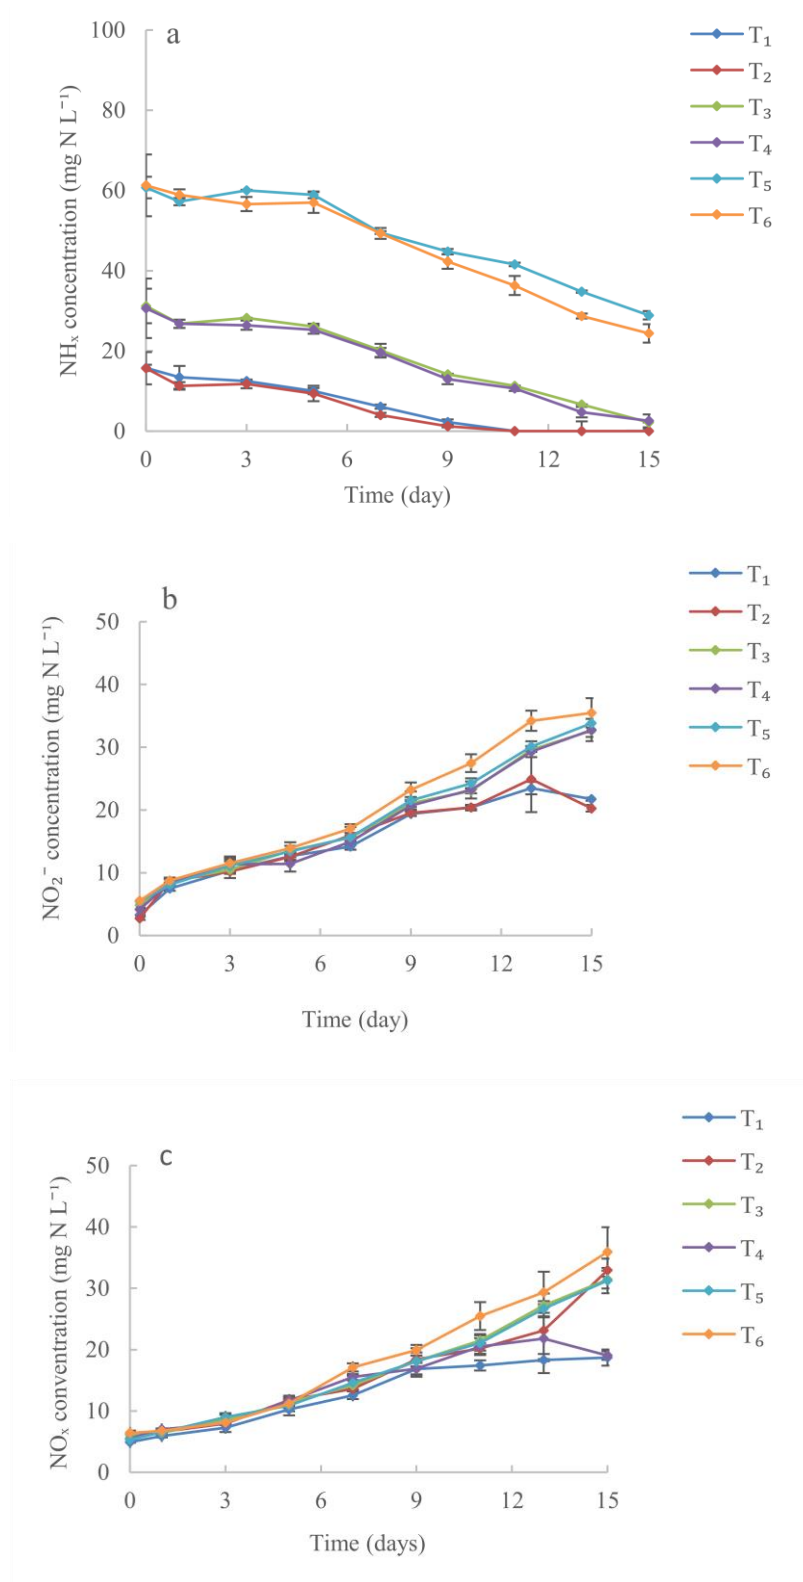 a
NHₓ concentration (mg N L⁻¹)
100
80
60
40
20
0
0 3 6 9 12 15
Time (day)
T₁
T₂
T₃
T₄
T₅
T₆
b
NO₂⁻ concentration (mg N L⁻¹)
50
40
30
20
10
0
0 3 6 9 12 15
Time (day)
T₁
T₂
T₃
T₄
T₅
T₆
c
NOₓ conventration (mg N L⁻¹)
50
40
30
20
10
0
0 3 6 9 12 15
Time (days)
T₁
T₂
T₃
T₄
T₅
T₆